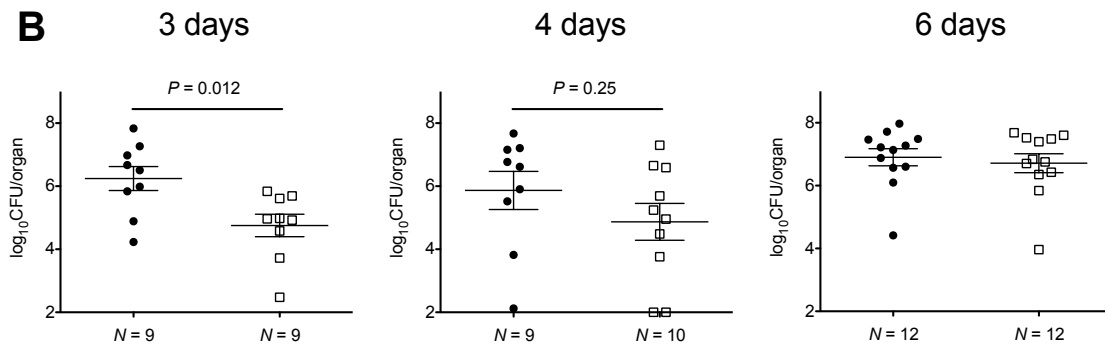 B
3 days
4 days
6 days
P = 0.012
P = 0.25
log10CFU/organ
8
6
4
2
N = 9
N = 9
log10CFU/organ
8
6
4
2
N = 9
N = 10
log10CFU/organ
8
6
4
2
N = 12
N = 12